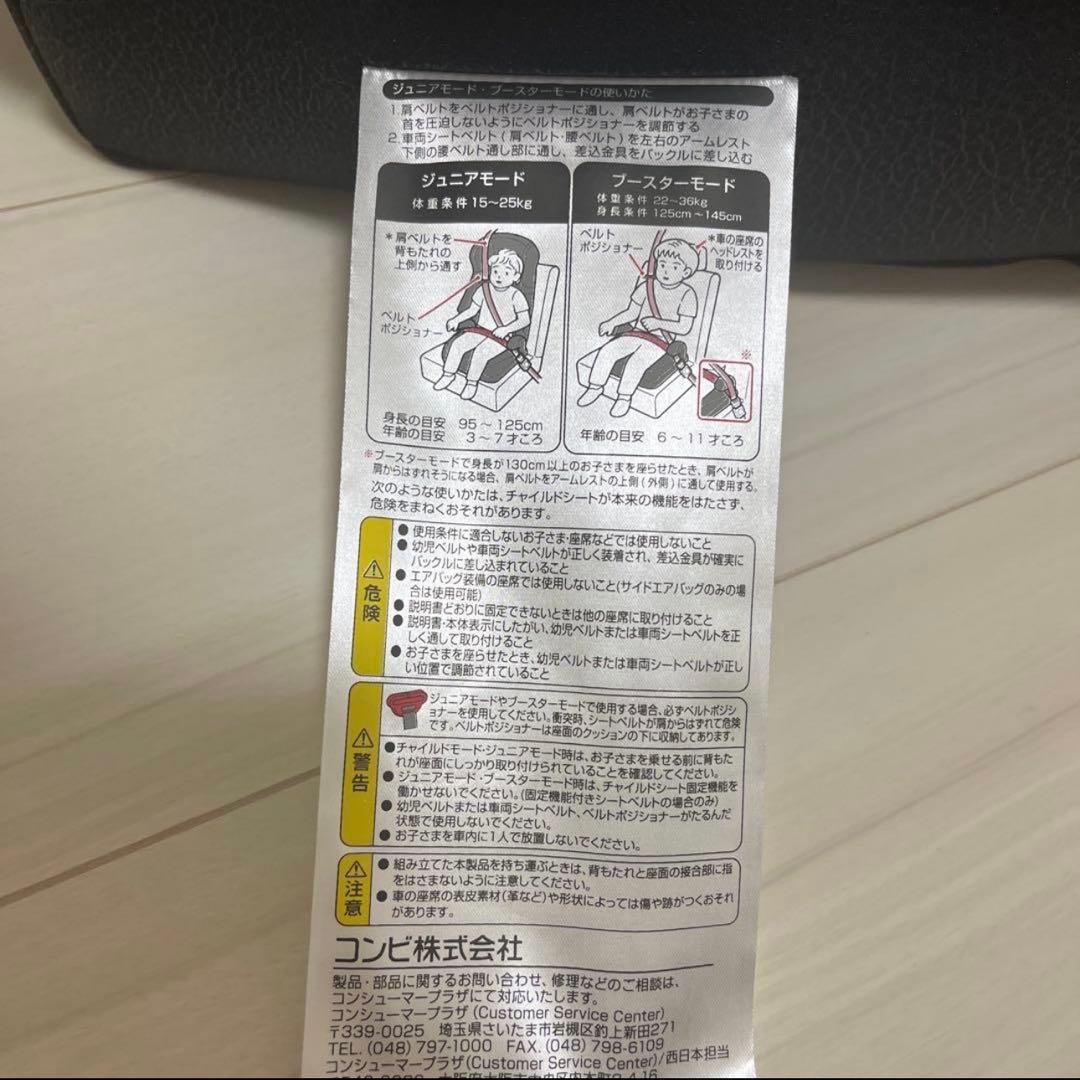 ジュニアモード・ブースターモードの使いかた
1.肩ベルトをベルトポジショナーに通し、肩ベルトがお子さまの
首を圧迫しないようにベルトポジショナーを調節する
2.車両シートベルト(肩ベルト・腰ベルト)を左右のアームレスト
下側の腰ベルト通し部に通し、差込金具をバックルに差し込む
ジュニアモード
体重条件 15～25kg
*肩ベルトを
背もたれの
上側から通す
ベルト
ポジショナー
身長の目安 95～125cm
年齢の目安 3～7才ころ
ブースターモード
体重条件 22～36kg
身長条件 125cm～145cm
ベルト
ポジショナー
*車の座席の
ヘッドレストを
取り付ける
※
年齢の目安 6～11才ころ
※ブースターモードで身長が130cm以上のお子さまを座らせたとき、肩ベルトが
肩からはずれそうになる場合、肩ベルトをアームレストの上側(外側)に通して使用する。
次のような使いかたは、チャイルドシートが本来の機能をはたさず、
危険をまねくおそれがあります。
危険
●使用条件に適合しないお子さま・座席などでは使用しないこと
●幼児ベルトや車両シートベルトが正しく装着され、差込金具が確実に
バックルに差し込まれていること
●エアバッグ装備の座席では使用しないこと(サイドエアバッグのみの場
合は使用可能)
●説明書どおりに固定できないときは他の座席に取り付けること
●説明書・本体表示にしたがい、幼児ベルトまたは車両シートベルトを正
しく通して取り付けること
●お子さまを座らせたとき、幼児ベルトまたは車両シートベルトが正し
い位置で調節されていること
警告
ジュニアモードやブースターモードで使用する場合、必ずベルトポジシ
ョナーを使用してください。衝突時、シートベルトが肩からはずれて危険
です。ベルトポジショナーは座面のクッションの下に収納してあります。
●チャイルドモード・ジュニアモード時は、お子さまを乗せる前に背もた
れが座面にしっかり取り付けられていることを確認してください。
●ジュニアモード・ブースターモード時は、チャイルドシート固定機能を
働かせないでください。(固定機能付きシートベルトの場合のみ)
●幼児ベルトまたは車両シートベルト、ベルトポジショナーがたるんだ
状態で使用しないでください。
●お子さまを車内に1人で放置しないでください。
注意
●組み立てた本製品を持ち運ぶときは、背もたれと座面の接合部に指
をはさまないように注意してください。
●車の座席の表皮素材(革など)や形状によっては傷や跡がつくおそれ
があります。
コンビ株式会社
製品・部品に関するお問い合わせ、修理などのご相談は、
コンシューマープラザにて対応いたします。
コンシューマープラザ(Customer Service Center)
〒339-0025 埼玉県さいたま市岩槻区釣上新田271
TEL.(048)797-1000 FAX.(048)798-6109
コンシューマープラザ(Customer Service Center)/西日本担当